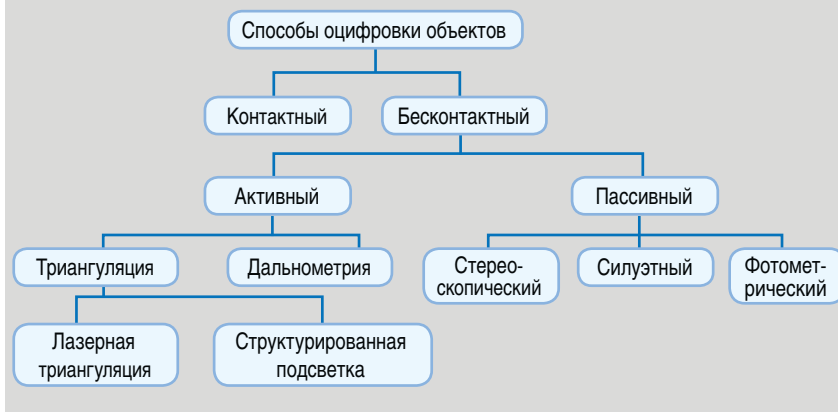 Способы оцифровки объектов
Контактный
Бесконтактный
Активный
Пассивный
Триангуляция
Дальнометрия
Стерео-
скопический
Силуэтный
Фотомет-
рический
Лазерная
триангуляция
Структурированная
подсветка